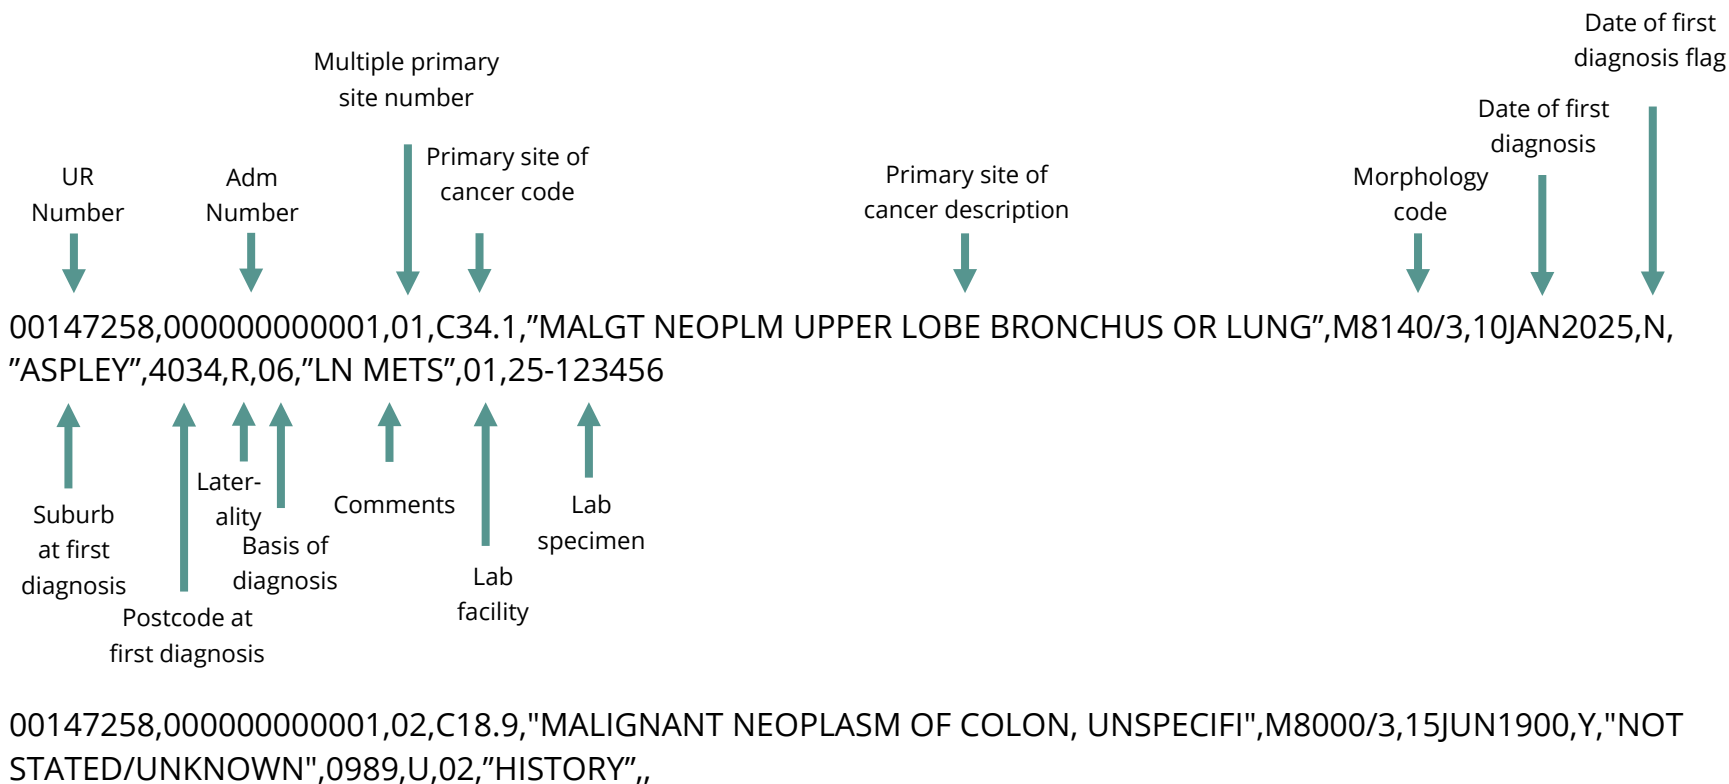 Date of first
diagnosis flag
Multiple primary
site number
Date of first
diagnosis
Primary site of
cancer code
UR
Number
Adm
Number
Primary site of
cancer description
Morphology
code
00147258,000000000001,01,C34.1,”MALGT NEOPLM UPPER LOBE BRONCHUS OR LUNG”,M8140/3,10JAN2025,N,
”ASPLEY”,4034,R,06,”LN METS”,01,25-123456
Suburb
at first
diagnosis
Postcode at
first diagnosis
Later-
ality
Basis of
diagnosis
Comments
Lab
facility
Lab
specimen
00147258,000000000001,02,C18.9,"MALIGNANT NEOPLASM OF COLON, UNSPECIFI",M8000/3,15JUN1900,Y,"NOT
STATED/UNKNOWN",0989,U,02,”HISTORY”,,